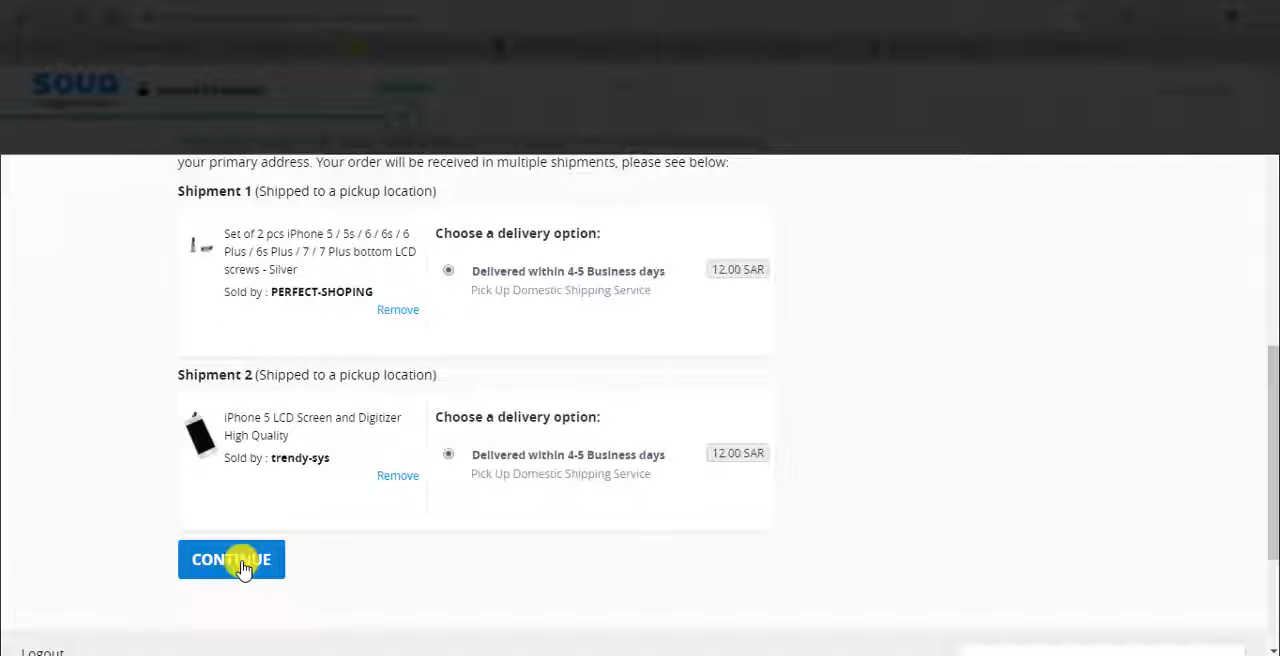 SOUQ
your primary address. Your order will be received in multiple shipments, please see below:
Shipment 1 (Shipped to a pickup location)
Set of 2 pcs iPhone 5 / 5s / 6 / 6s / 6
Plus / 6s Plus / 7 / 7 Plus bottom LCD
screws - Silver
Sold by : PERFECT-SHOPING
Remove
Choose a delivery option:
Delivered within 4-5 Business days
12.00 SAR
Pick Up Domestic Shipping Service
Shipment 2 (Shipped to a pickup location)
iPhone 5 LCD Screen and Digitizer
High Quality
Sold by : trendy-sys
Remove
Choose a delivery option:
Delivered within 4-5 Business days
12.00 SAR
Pick Up Domestic Shipping Service
CONTINUE
Logout